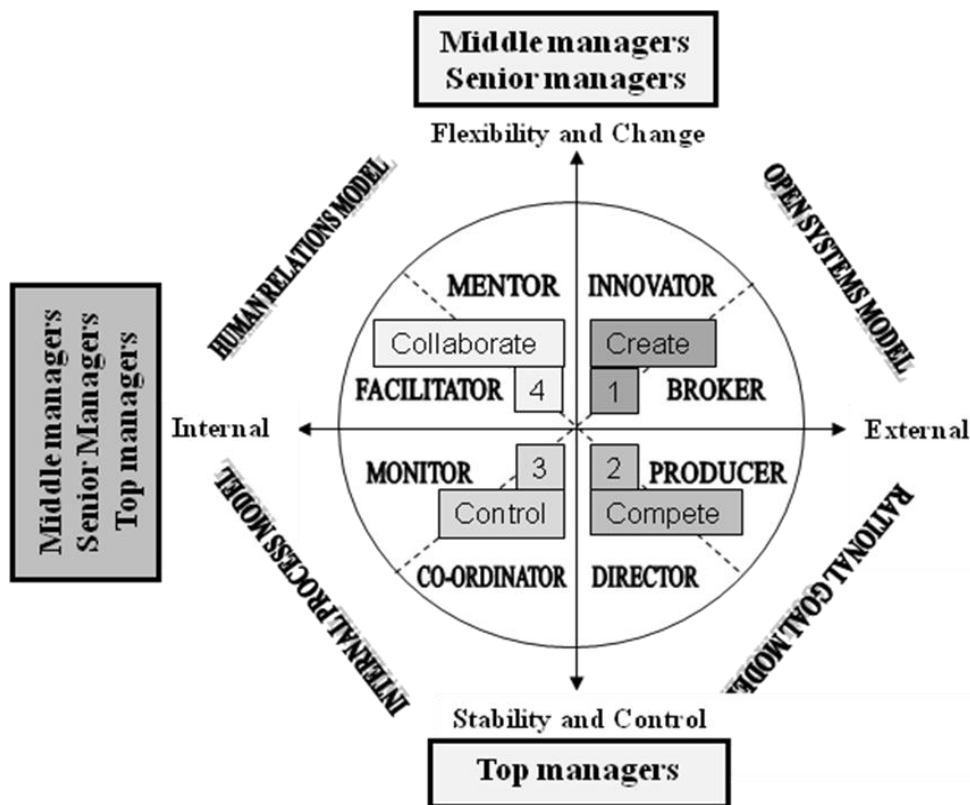 Middle managers
Senior managers
Flexibility and Change
HUMAN RELATIONS MODEL
OPEN SYSTEMS MODEL
MENTOR
INNOVATOR
Collaborate
Create
FACILITATOR
4
1
BROKER
Middle managers
Senior Managers
Top managers
Internal
External
MONITOR
3
2
PRODUCER
Control
Compete
CO-ORDINATOR
DIRECTOR
INTERNAL PROCESS MODEL
RATIONAL GOAL MODEL
Stability and Control
Top managers